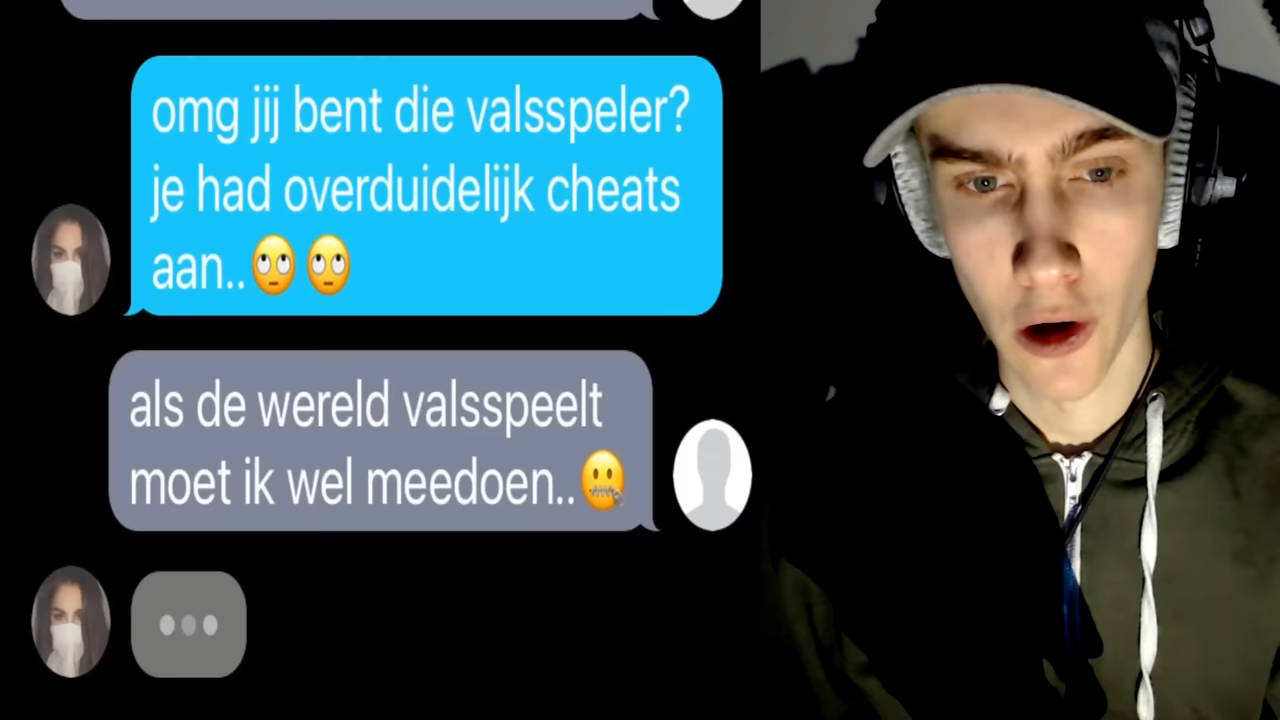 omg jij bent die valsspeler?
je had overduidelijk cheats
aan..🙄🙄
als de wereld valsspeelt
moet ik wel meedoen..🤐